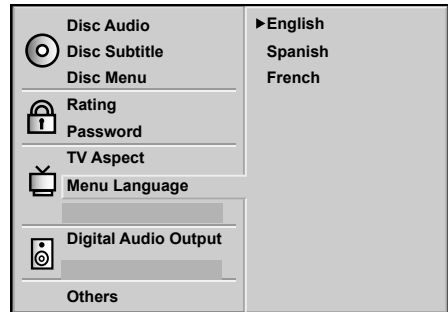 Disc Audio
Disc Subtitle
Disc Menu
Rating
Password
TV Aspect
Menu Language
Digital Audio Output
Others
▶English
Spanish
French